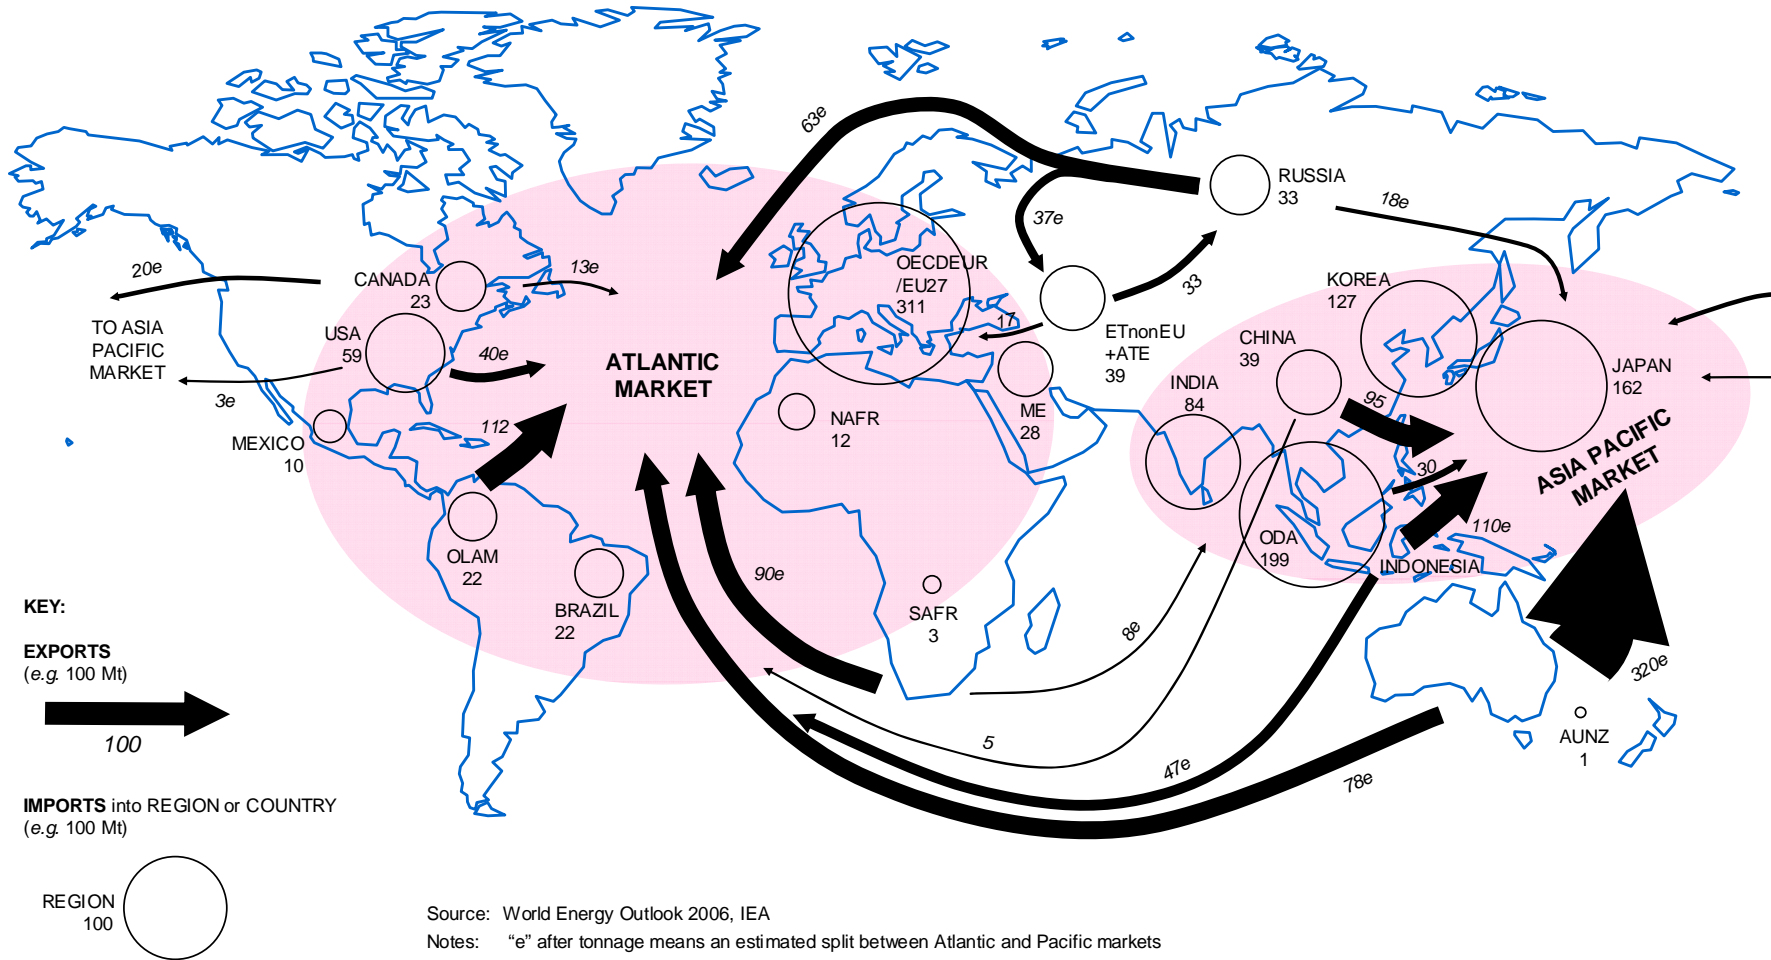 63e
RUSSIA
33
18e
37e
20e
CANADA
23
13e
OECDEUR
/EU27
311
33
KOREA
127
TO ASIA
PACIFIC
MARKET
USA
59
40e
3e
ATLANTIC
MARKET
17
ETnonEU
+ATE
39
CHINA
39
JAPAN
162
INDIA
84
ME
28
95
MEXICO
10
112
NAFR
12
30
ASIA PACIFIC
MARKET
110e
OLAM
22
ODA
199
INDONESIA
90e
BRAZIL
22
SAFR
3
8e
320e
5
47e
78e
AUNZ
1
KEY:
EXPORTS
(e.g. 100 Mt)
100
IMPORTS into REGION or COUNTRY
(e.g. 100 Mt)
REGION
100
Source: World Energy Outlook 2006, IEA
Notes: “e” after tonnage means an estimated split between Atlantic and Pacific markets